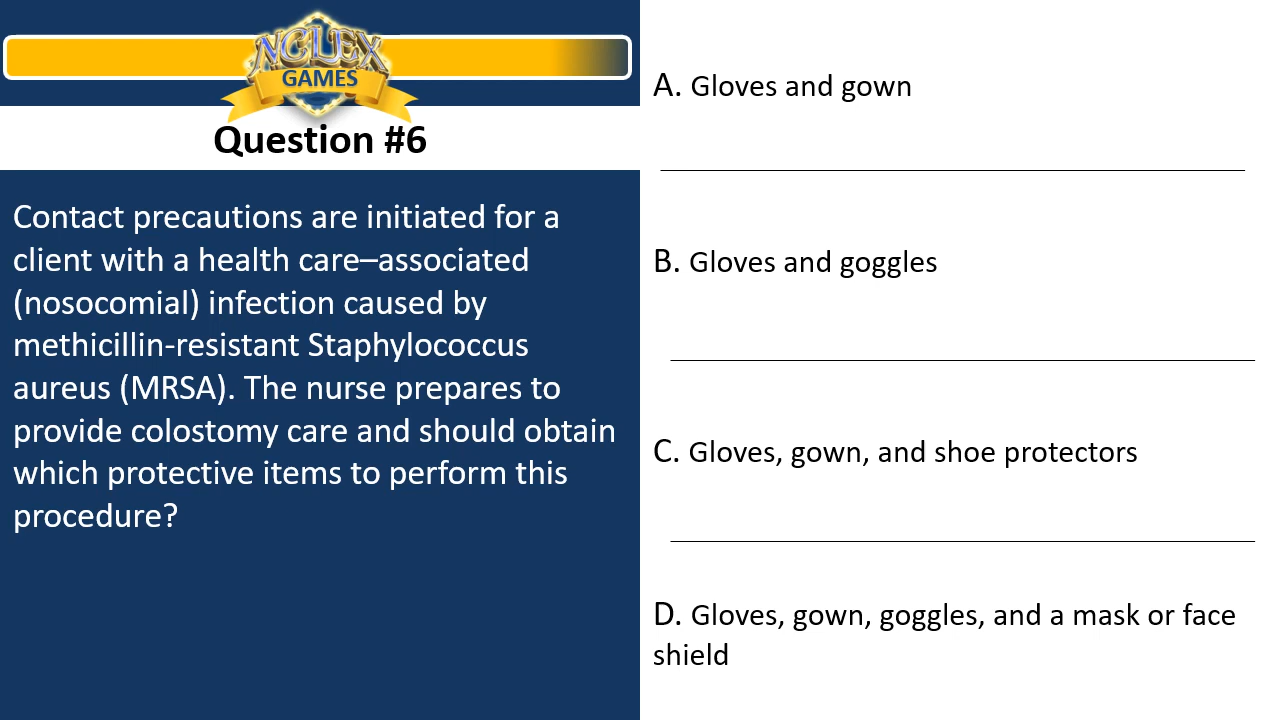 NCLEX
GAMES
Question #6
Contact precautions are initiated for a
client with a health care–associated
(nosocomial) infection caused by
methicillin-resistant Staphylococcus
aureus (MRSA). The nurse prepares to
provide colostomy care and should obtain
which protective items to perform this
procedure?
A. Gloves and gown
B. Gloves and goggles
C. Gloves, gown, and shoe protectors
D. Gloves, gown, goggles, and a mask or face
shield